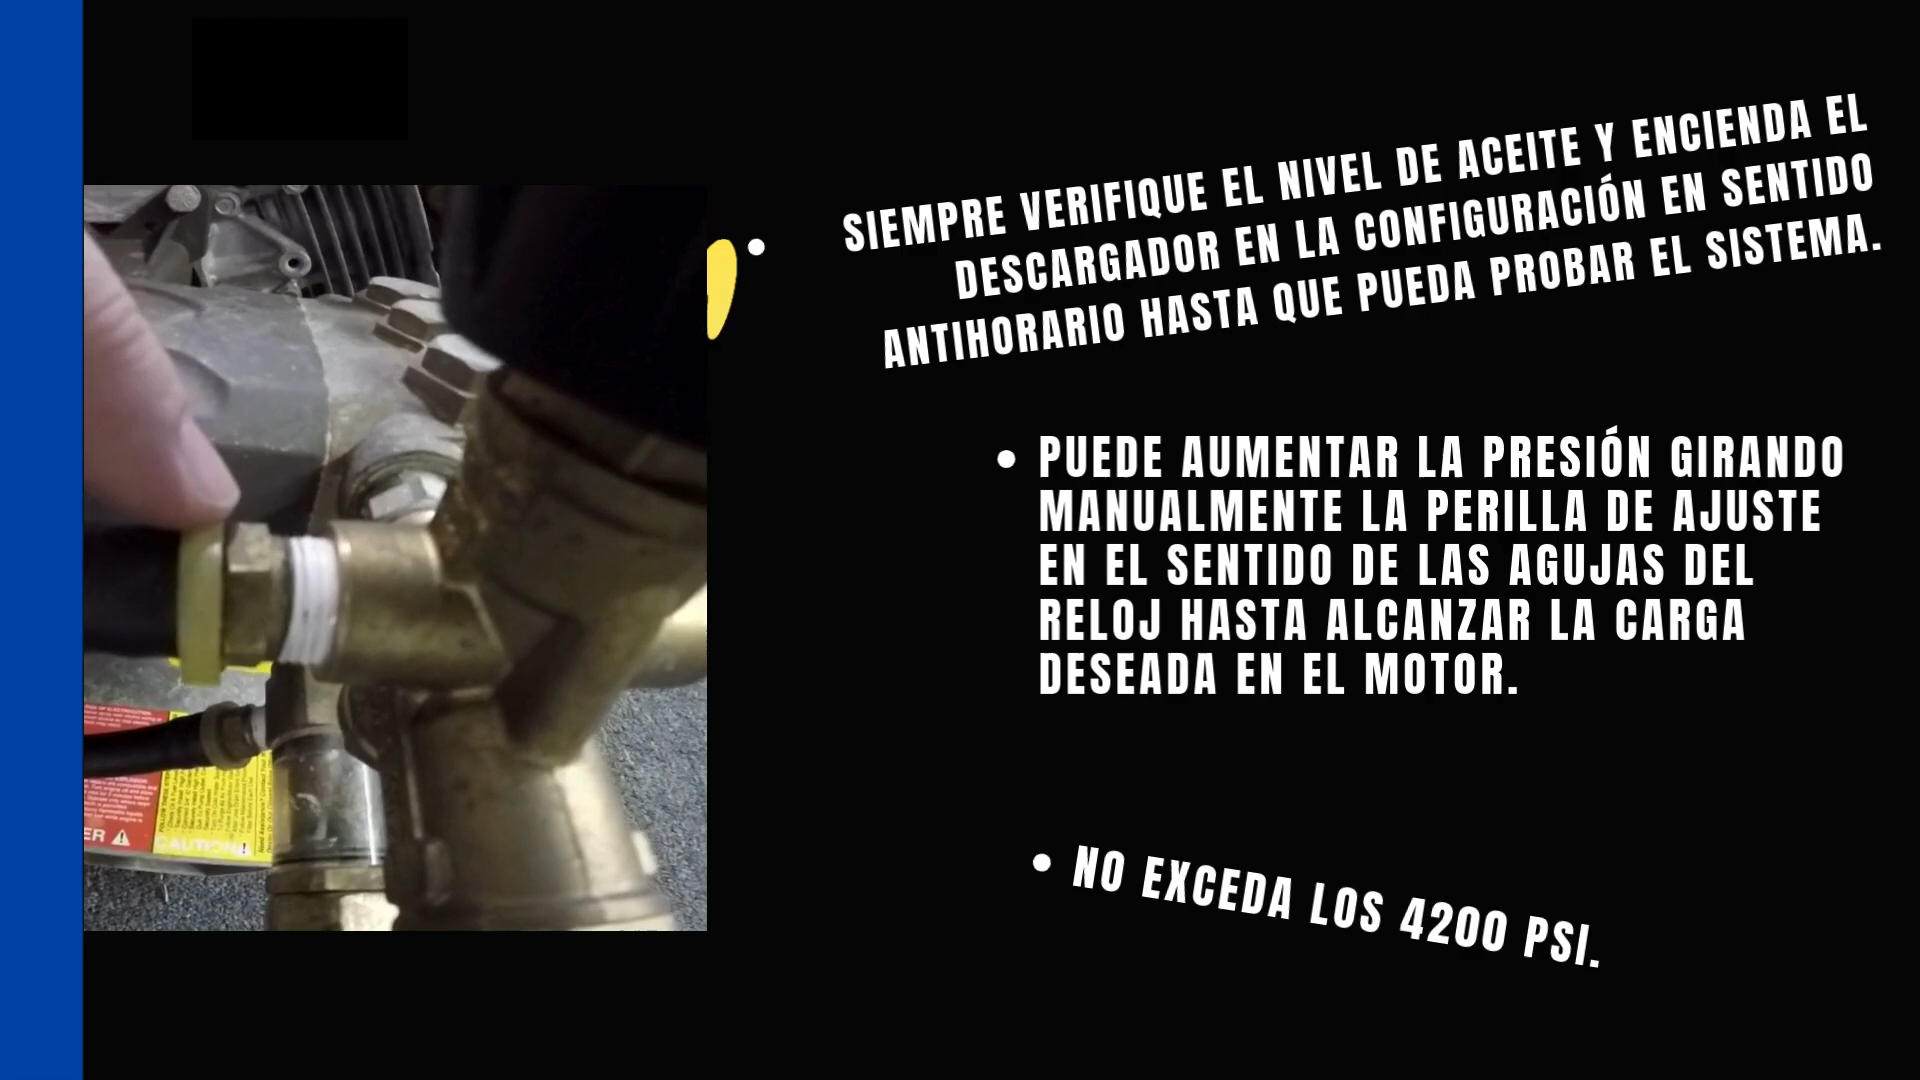 SIEMPRE VERIFIQUE EL NIVEL DE ACEITE Y ENCIENDA EL
DESCARGADOR EN LA CONFIGURACIÓN EN SENTIDO
ANTIHORARIO HASTA QUE PUEDA PROBAR EL SISTEMA.
PUEDE AUMENTAR LA PRESIÓN GIRANDO
MANUALMENTE LA PERILLA DE AJUSTE
EN EL SENTIDO DE LAS AGUJAS DEL
RELOJ HASTA ALCANZAR LA CARGA
DESEADA EN EL MOTOR.
NO EXCEDA LOS 4200 PSI.
ER
CAUTION